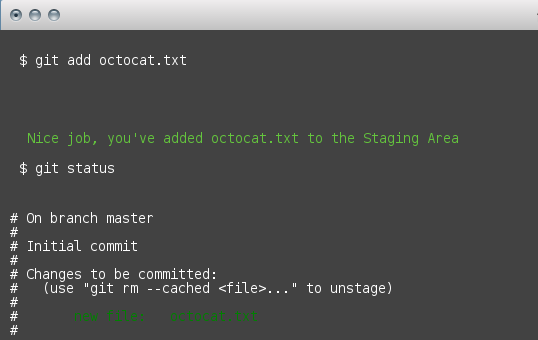 $ git add octocat.txt
Nice job, you've added octocat.txt to the Staging Area
$ git status
# On branch master
#
# Initial commit
#
# Changes to be committed:
#   (use "git rm --cached <file>..." to unstage)
#
#       new file:   octocat.txt
#